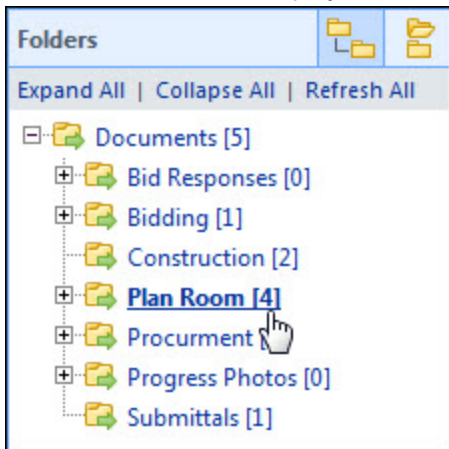 Folders
Expand All | Collapse All | Refresh All
Documents [5]
Bid Responses [0]
Bidding [1]
Construction [2]
Plan Room [4]
Procurment [
Progress Photos [0]
Submittals [1]